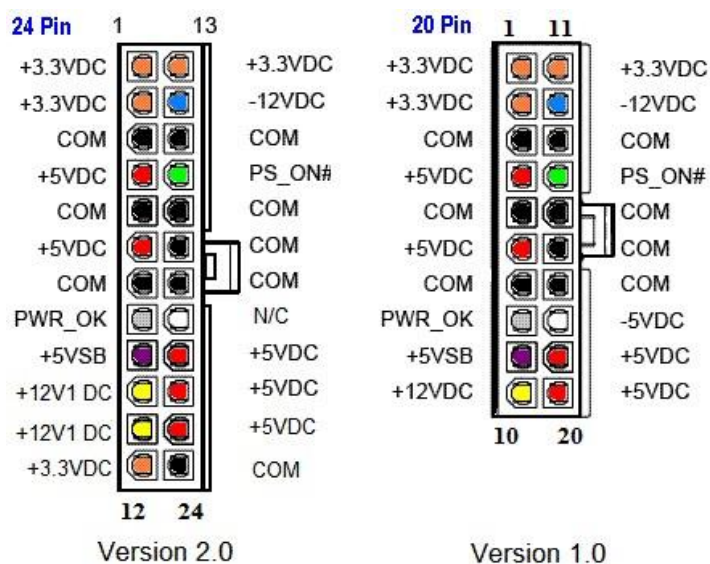 24 Pin 1 13
+3.3VDC +3.3VDC
+3.3VDC -12VDC
COM COM
+5VDC PS_ON#
COM COM
+5VDC COM
COM COM
PWR_OK N/C
+5VSB +5VDC
+12V1 DC +5VDC
+12V1 DC +5VDC
+3.3VDC COM
12 24
Version 2.0
20 Pin 1 11
+3.3VDC +3.3VDC
+3.3VDC -12VDC
COM COM
+5VDC PS_ON#
COM COM
+5VDC COM
COM COM
PWR_OK -5VDC
+5VSB +5VDC
+12VDC +5VDC
10 20
Version 1.0